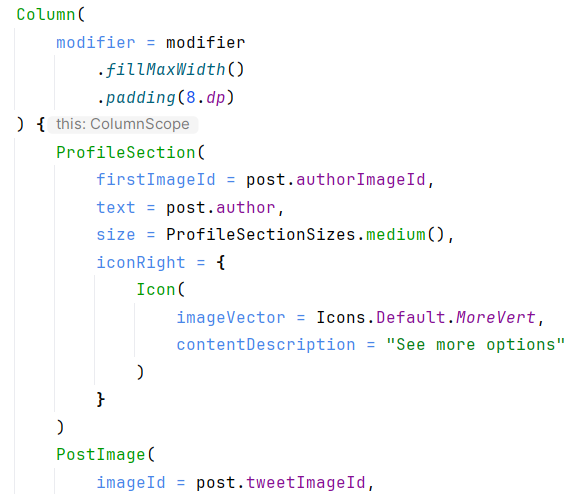 Column(
    modifier = modifier
        .fillMaxWidth()
        .padding(8.dp)
) { this: ColumnScope
    ProfileSection(
        firstImageId = post.authorImageId,
        text = post.author,
        size = ProfileSectionSizes.medium(),
        iconRight = {
            Icon(
                imageVector = Icons.Default.MoreVert,
                contentDescription = "See more options"
            )
        }
    )
    PostImage(
        imageId = post.tweetImageId,